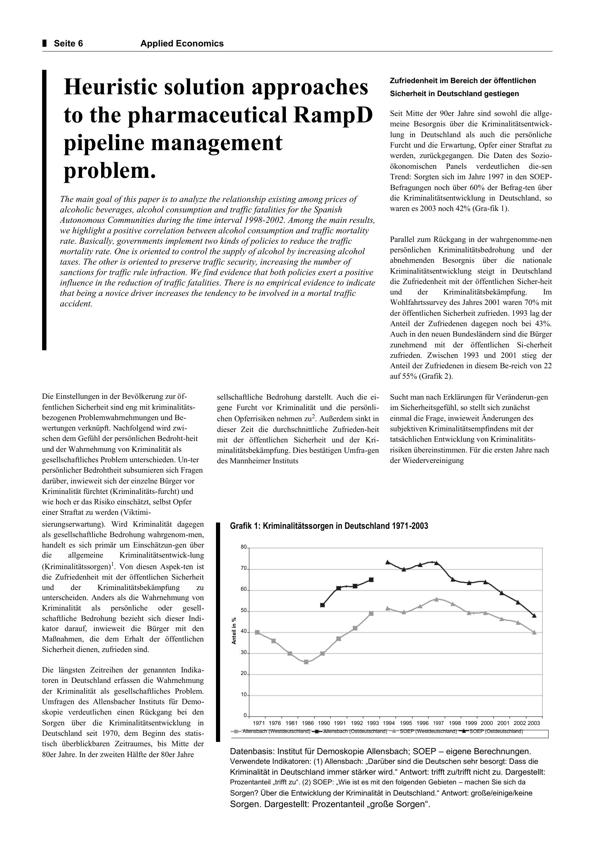 Seite 6 Applied Economics
Heuristic solution approaches
to the pharmaceutical RampD
pipeline management
problem.
The main goal of this paper is to analyze the relationship existing among prices of
alcoholic beverages, alcohol consumption and traffic fatalities for the Spanish
Autonomous Communities during the time interval 1998-2002. Among the main results,
we highlight a positive correlation between alcohol consumption and traffic mortality
rate. Basically, governments implement two kinds of policies to reduce the traffic
mortality rate. One is oriented to control the supply of alcohol by increasing alcohol
taxes. The other is oriented to preserve traffic security, increasing the number of
sanctions for traffic rule infraction. We find evidence that both policies exert a positive
influence in the reduction of traffic fatalities. There is no empirical evidence to indicate
that being a novice driver increases the tendency to be involved in a mortal traffic
accident.
Zufriedenheit im Bereich der öffentlichen
Sicherheit in Deutschland gestiegen
Seit Mitte der 90er Jahre sind sowohl die allge-
meine Besorgnis über die Kriminalitätsentwick-
lung in Deutschland als auch die persönliche
Furcht und die Erwartung, Opfer einer Straftat zu
werden, zurückgegangen. Die Daten des Sozio-
ökonomischen Panels verdeutlichen die-sen
Trend: Sorgten sich im Jahre 1997 in den SOEP-
Befragungen noch über 60% der Befrag-ten über
die Kriminalitätsentwicklung in Deutschland, so
waren es 2003 noch 42% (Gra-fik 1).
Parallel zum Rückgang in der wahrgenomme-nen
persönlichen Kriminalitätsbedrohung und der
abnehmenden Besorgnis über die nationale
Kriminalitätsentwicklung steigt in Deutschland
die Zufriedenheit mit der öffentlichen Sicher-heit
und der Kriminalitätsbekämpfung. Im
Wohlfahrtssurvey des Jahres 2001 waren 70% mit
der öffentlichen Sicherheit zufrieden. 1993 lag der
Anteil der Zufriedenen dagegen noch bei 43%.
Auch in den neuen Bundesländern sind die Bürger
zunehmend mit der öffentlichen Si-cherheit
zufrieden. Zwischen 1993 und 2001 stieg der
Anteil der Zufriedenen in diesem Be-reich von 22
auf 55% (Grafik 2).
Die Einstellungen in der Bevölkerung zur öf-
fentlichen Sicherheit sind eng mit kriminalitäts-
bezogenen Problemwahrnehmungen und Be-
wertungen verknüpft. Nachfolgend wird zwi-
schen dem Gefühl der persönlichen Bedroht-heit
und der Wahrnehmung von Kriminalität als
gesellschaftliches Problem unterschieden. Un-ter
persönlicher Bedrohtheit subsumieren sich Fragen
darüber, inwieweit sich der einzelne Bürger vor
Kriminalität fürchtet (Kriminalitäts-furcht) und
wie hoch er das Risiko einschätzt, selbst Opfer
einer Straftat zu werden (Viktimi-
sierungserwartung). Wird Kriminalität dagegen
als gesellschaftliche Bedrohung wahrgenom-men,
handelt es sich primär um Einschätzun-gen über
die allgemeine Kriminalitätsentwick-lung
(Kriminalitätssorgen)1. Von diesen Aspek-ten ist
die Zufriedenheit mit der öffentlichen Sicherheit
und der Kriminalitätsbekämpfung zu
unterscheiden. Anders als die Wahrnehmung von
Kriminalität als persönliche oder gesell-
schaftliche Bedrohung bezieht sich dieser Indi-
kator darauf, inwieweit die Bürger mit den
Maßnahmen, die dem Erhalt der öffentlichen
Sicherheit dienen, zufrieden sind.
Die längsten Zeitreihen der genannten Indika-
toren in Deutschland erfassen die Wahrnehmung
der Kriminalität als gesellschaftliches Problem.
Umfragen des Allensbacher Instituts für Demo-
skopie verdeutlichen einen Rückgang bei den
Sorgen über die Kriminalitätsentwicklung in
Deutschland seit 1970, dem Beginn des statis-
tisch überblickbaren Zeitraumes, bis Mitte der
80er Jahre. In der zweiten Hälfte der 80er Jahre
sellschaftliche Bedrohung darstellt. Auch die ei-
gene Furcht vor Kriminalität und die persönli-
chen Opferrisiken nehmen zu2. Außerdem sinkt in
dieser Zeit die durchschnittliche Zufrieden-heit
mit der öffentlichen Sicherheit und der Kri-
minalitätsbekämpfung. Dies bestätigen Umfra-gen
des Mannheimer Instituts
Sucht man nach Erklärungen für Veränderun-gen
im Sicherheitsgefühl, so stellt sich zunächst
einmal die Frage, inwieweit Änderungen des
subjektiven Kriminalitätsempfindens mit der
tatsächlichen Entwicklung von Kriminalitäts-
risiken übereinstimmen. Für die ersten Jahre nach
der Wiedervereinigung
Grafik 1: Kriminalitätssorgen in Deutschland 1971-2003
80
70
60
50
40
30
20
10
0
Anteil in %
1971 1976 1981 1986 1990 1991 1992 1993 1994 1995 1996 1997 1998 1999 2000 2001 2002 2003
Allensbach (Westdeutschland) Allensbach (Ostdeutschland) SOEP (Westdeutschland) SOEP (Ostdeutschland)
Datenbasis: Institut für Demoskopie Allensbach; SOEP – eigene Berechnungen.
Verwendete Indikatoren: (1) Allensbach: „Darüber sind die Deutschen sehr besorgt: Dass die
Kriminalität in Deutschland immer stärker wird.“ Antwort: trifft zu/trifft nicht zu. Dargestellt:
Prozentanteil „trifft zu“. (2) SOEP: „Wie ist es mit den folgenden Gebieten – machen Sie sich da
Sorgen? Über die Entwicklung der Kriminalität in Deutschland.“ Antwort: große/einige/keine
Sorgen. Dargestellt: Prozentanteil „große Sorgen“.